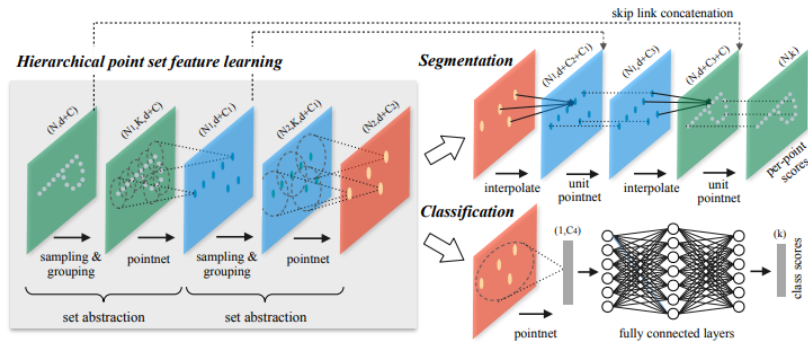 skip link concatenation
Hierarchical point set feature learning
Segmentation
(N,d+C)
(N1,K,d+C)
(N1,d+C1)
(N2,K,d+C1)
(N2,d+C2)
(N1,d+C2+C1)
(N1,d+C3)
(N,d+C3+C)
(N,k)
per-point
scores
sampling &
grouping
pointnet
sampling &
grouping
pointnet
set abstraction
set abstraction
interpolate
unit
pointnet
interpolate
unit
pointnet
Classification
(1,C4)
(k)
class scores
pointnet
fully connected layers